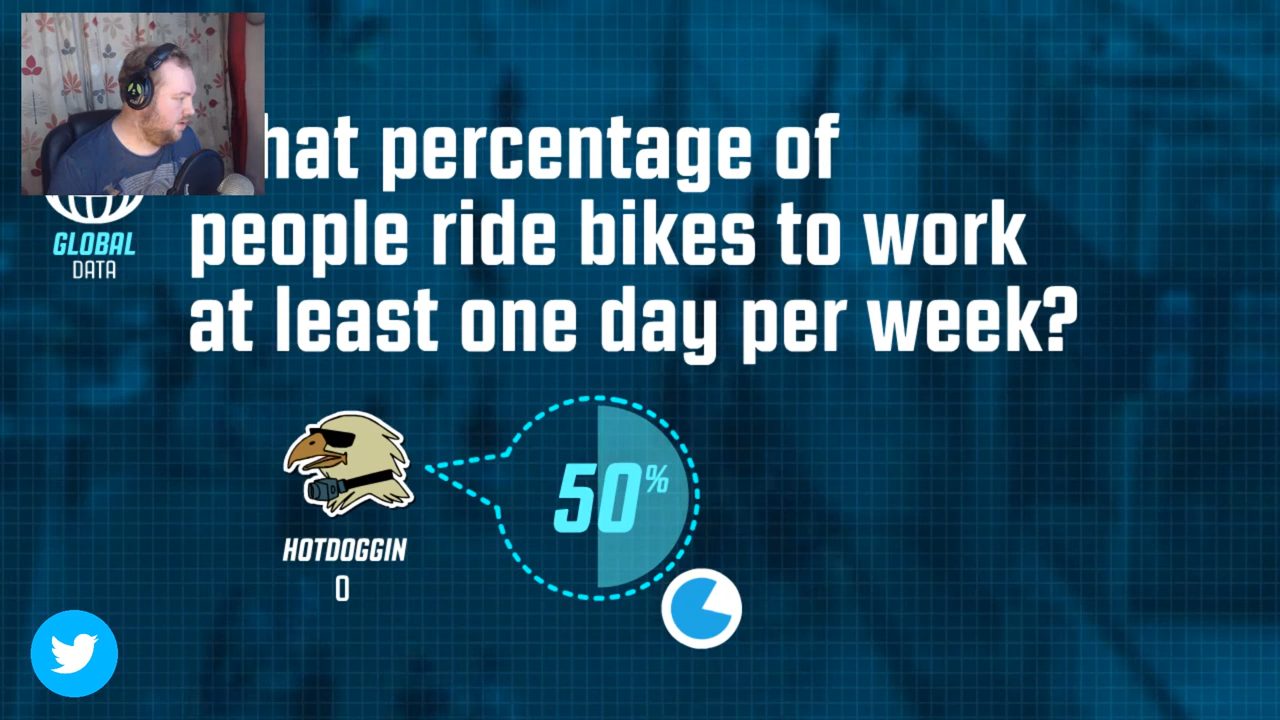 hat percentage of
people ride bikes to work
at least one day per week?
GLOBAL
DATA
50%
HOTDOGGIN
0